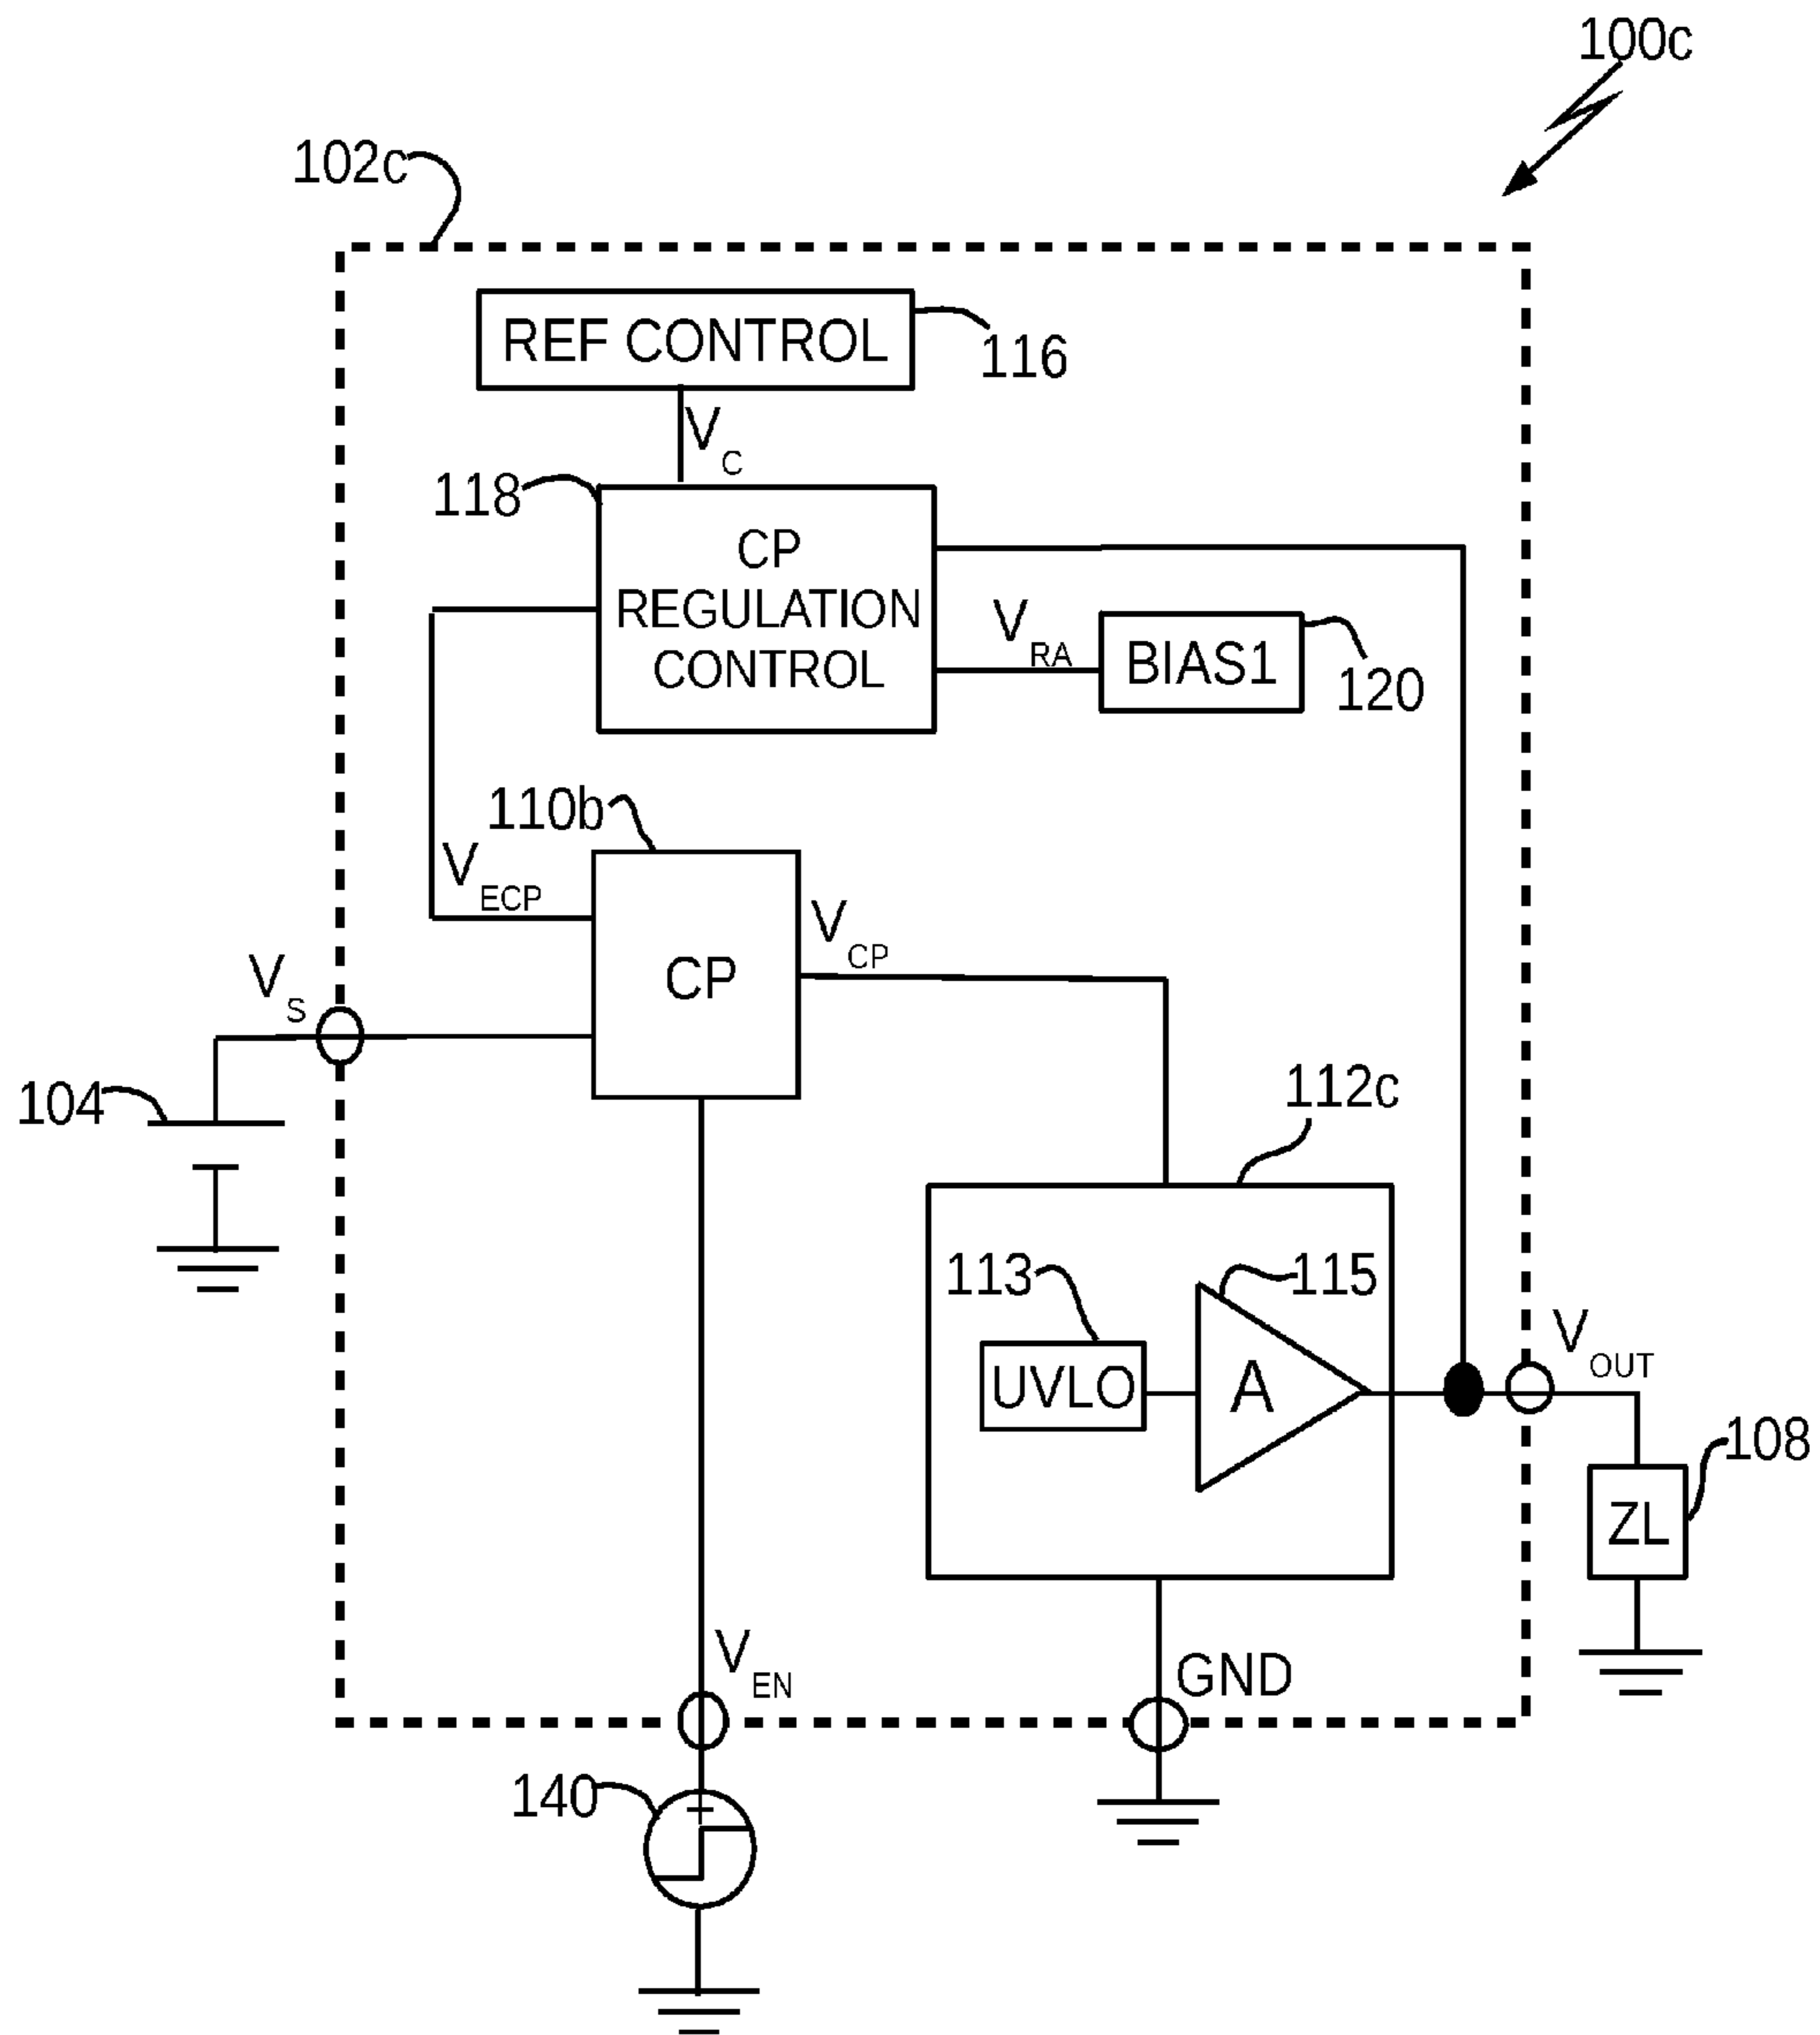 100c
102c
REF CONTROL
116
VC
118
CP
REGULATION
CONTROL
VRA
BIAS1
120
110b
VECP
CP
VCP
VS
104
112c
113
115
UVLO
A
VOUT
108
ZL
VEN
GND
140
+